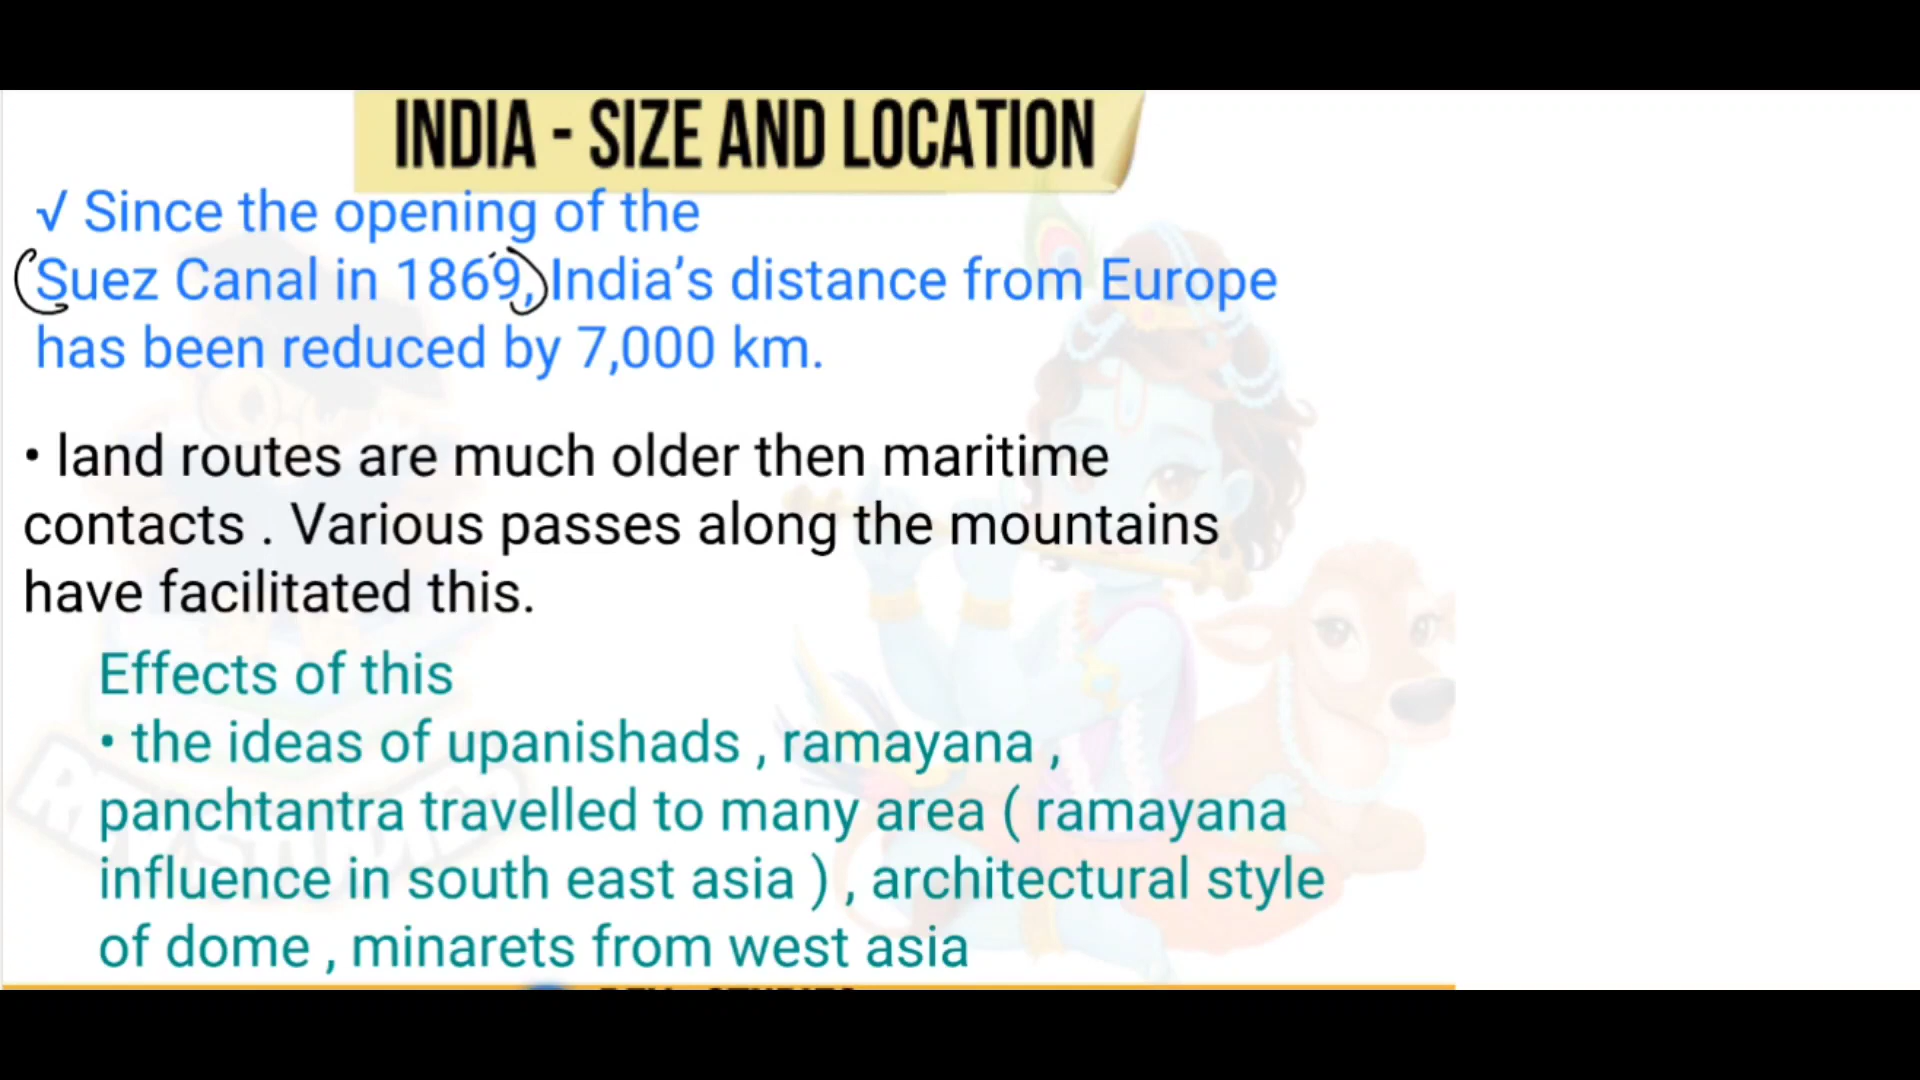 INDIA - SIZE AND LOCATION
√ Since the opening of the
Suez Canal in 1869, India’s distance from Europe
has been reduced by 7,000 km.
• land routes are much older then maritime
contacts . Various passes along the mountains
have facilitated this.
Effects of this
• the ideas of upanishads , ramayana ,
panchtantra travelled to many area ( ramayana
influence in south east asia ) , architectural style
of dome , minarets from west asia